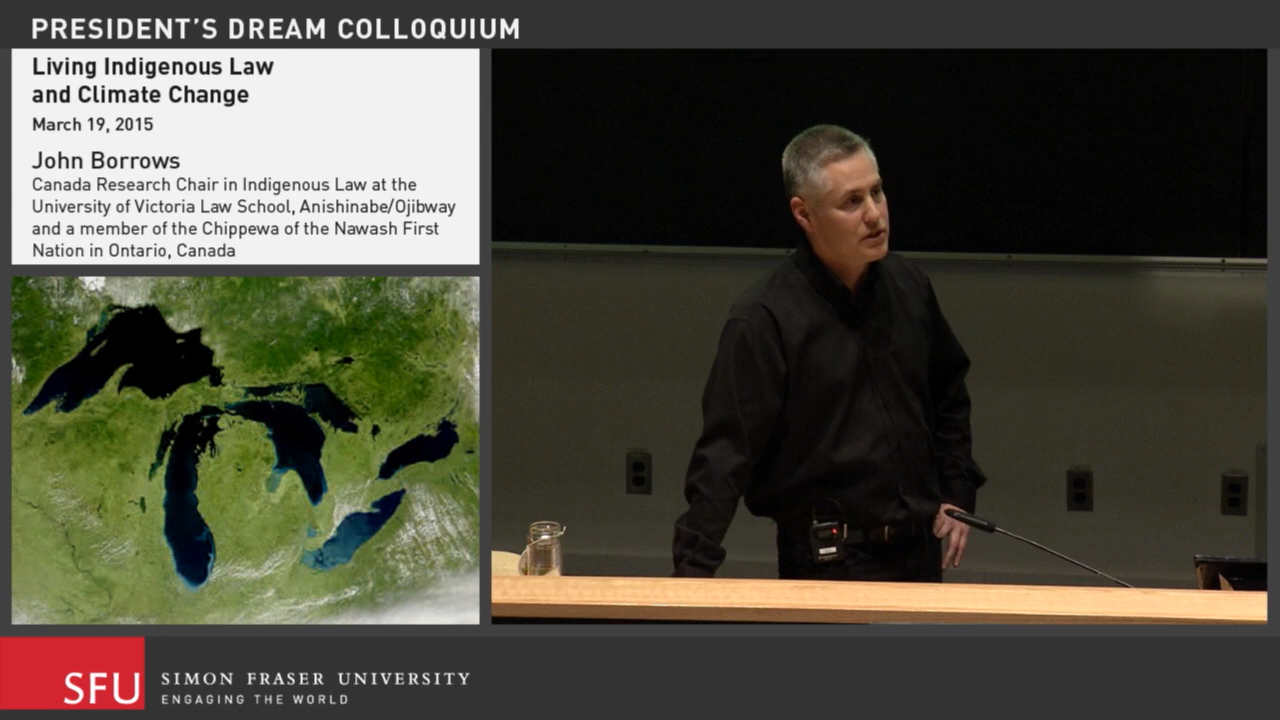 PRESIDENT'S DREAM COLLOQUIUM
Living Indigenous Law
and Climate Change
March 19, 2015
John Borrows
Canada Research Chair in Indigenous Law at the
University of Victoria Law School, Anishinabe/Ojibway
and a member of the Chippewa of the Nawash First
Nation in Ontario, Canada
SFU
SIMON FRASER UNIVERSITY
ENGAGING THE WORLD